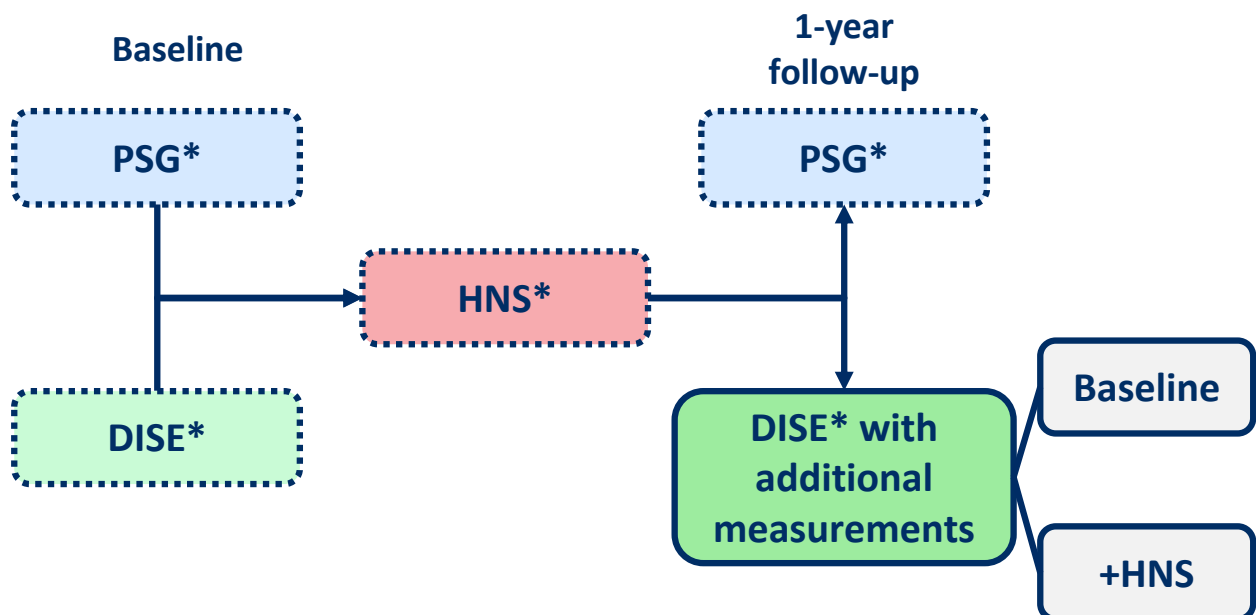 Baseline
1-year
follow-up
PSG*
PSG*
HNS*
DISE*
DISE* with
additional
measurements
Baseline
+HNS